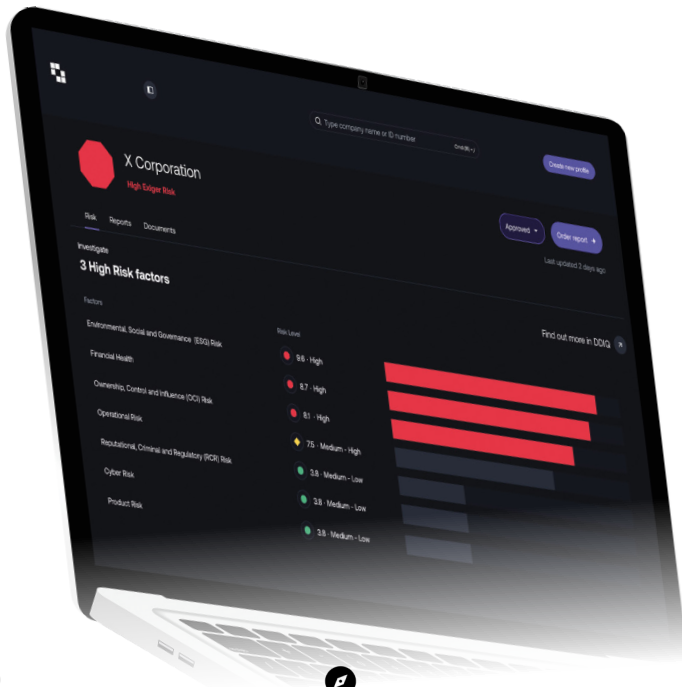 Type company name or ID number
Create new profile
X Corporation
High Exiger Risk
Approved
Order report
Last updated 3 days ago
Risk
Reports
Documents
Investigate
3 High Risk factors
Find out more in DDIQ
Factors
Risk Level
Environmental, Social and Governance (ESG) Risk
9.6 - High
Financial Health
8.7 - High
Ownership, Control and Influence (OCI) Risk
8.1 - High
Operational Risk
7.5 - Medium - High
Reputational, Criminal and Regulatory (RCR) Risk
3.8 - Medium - Low
Cyber Risk
3.8 - Medium - Low
Product Risk
3.8 - Medium - Low